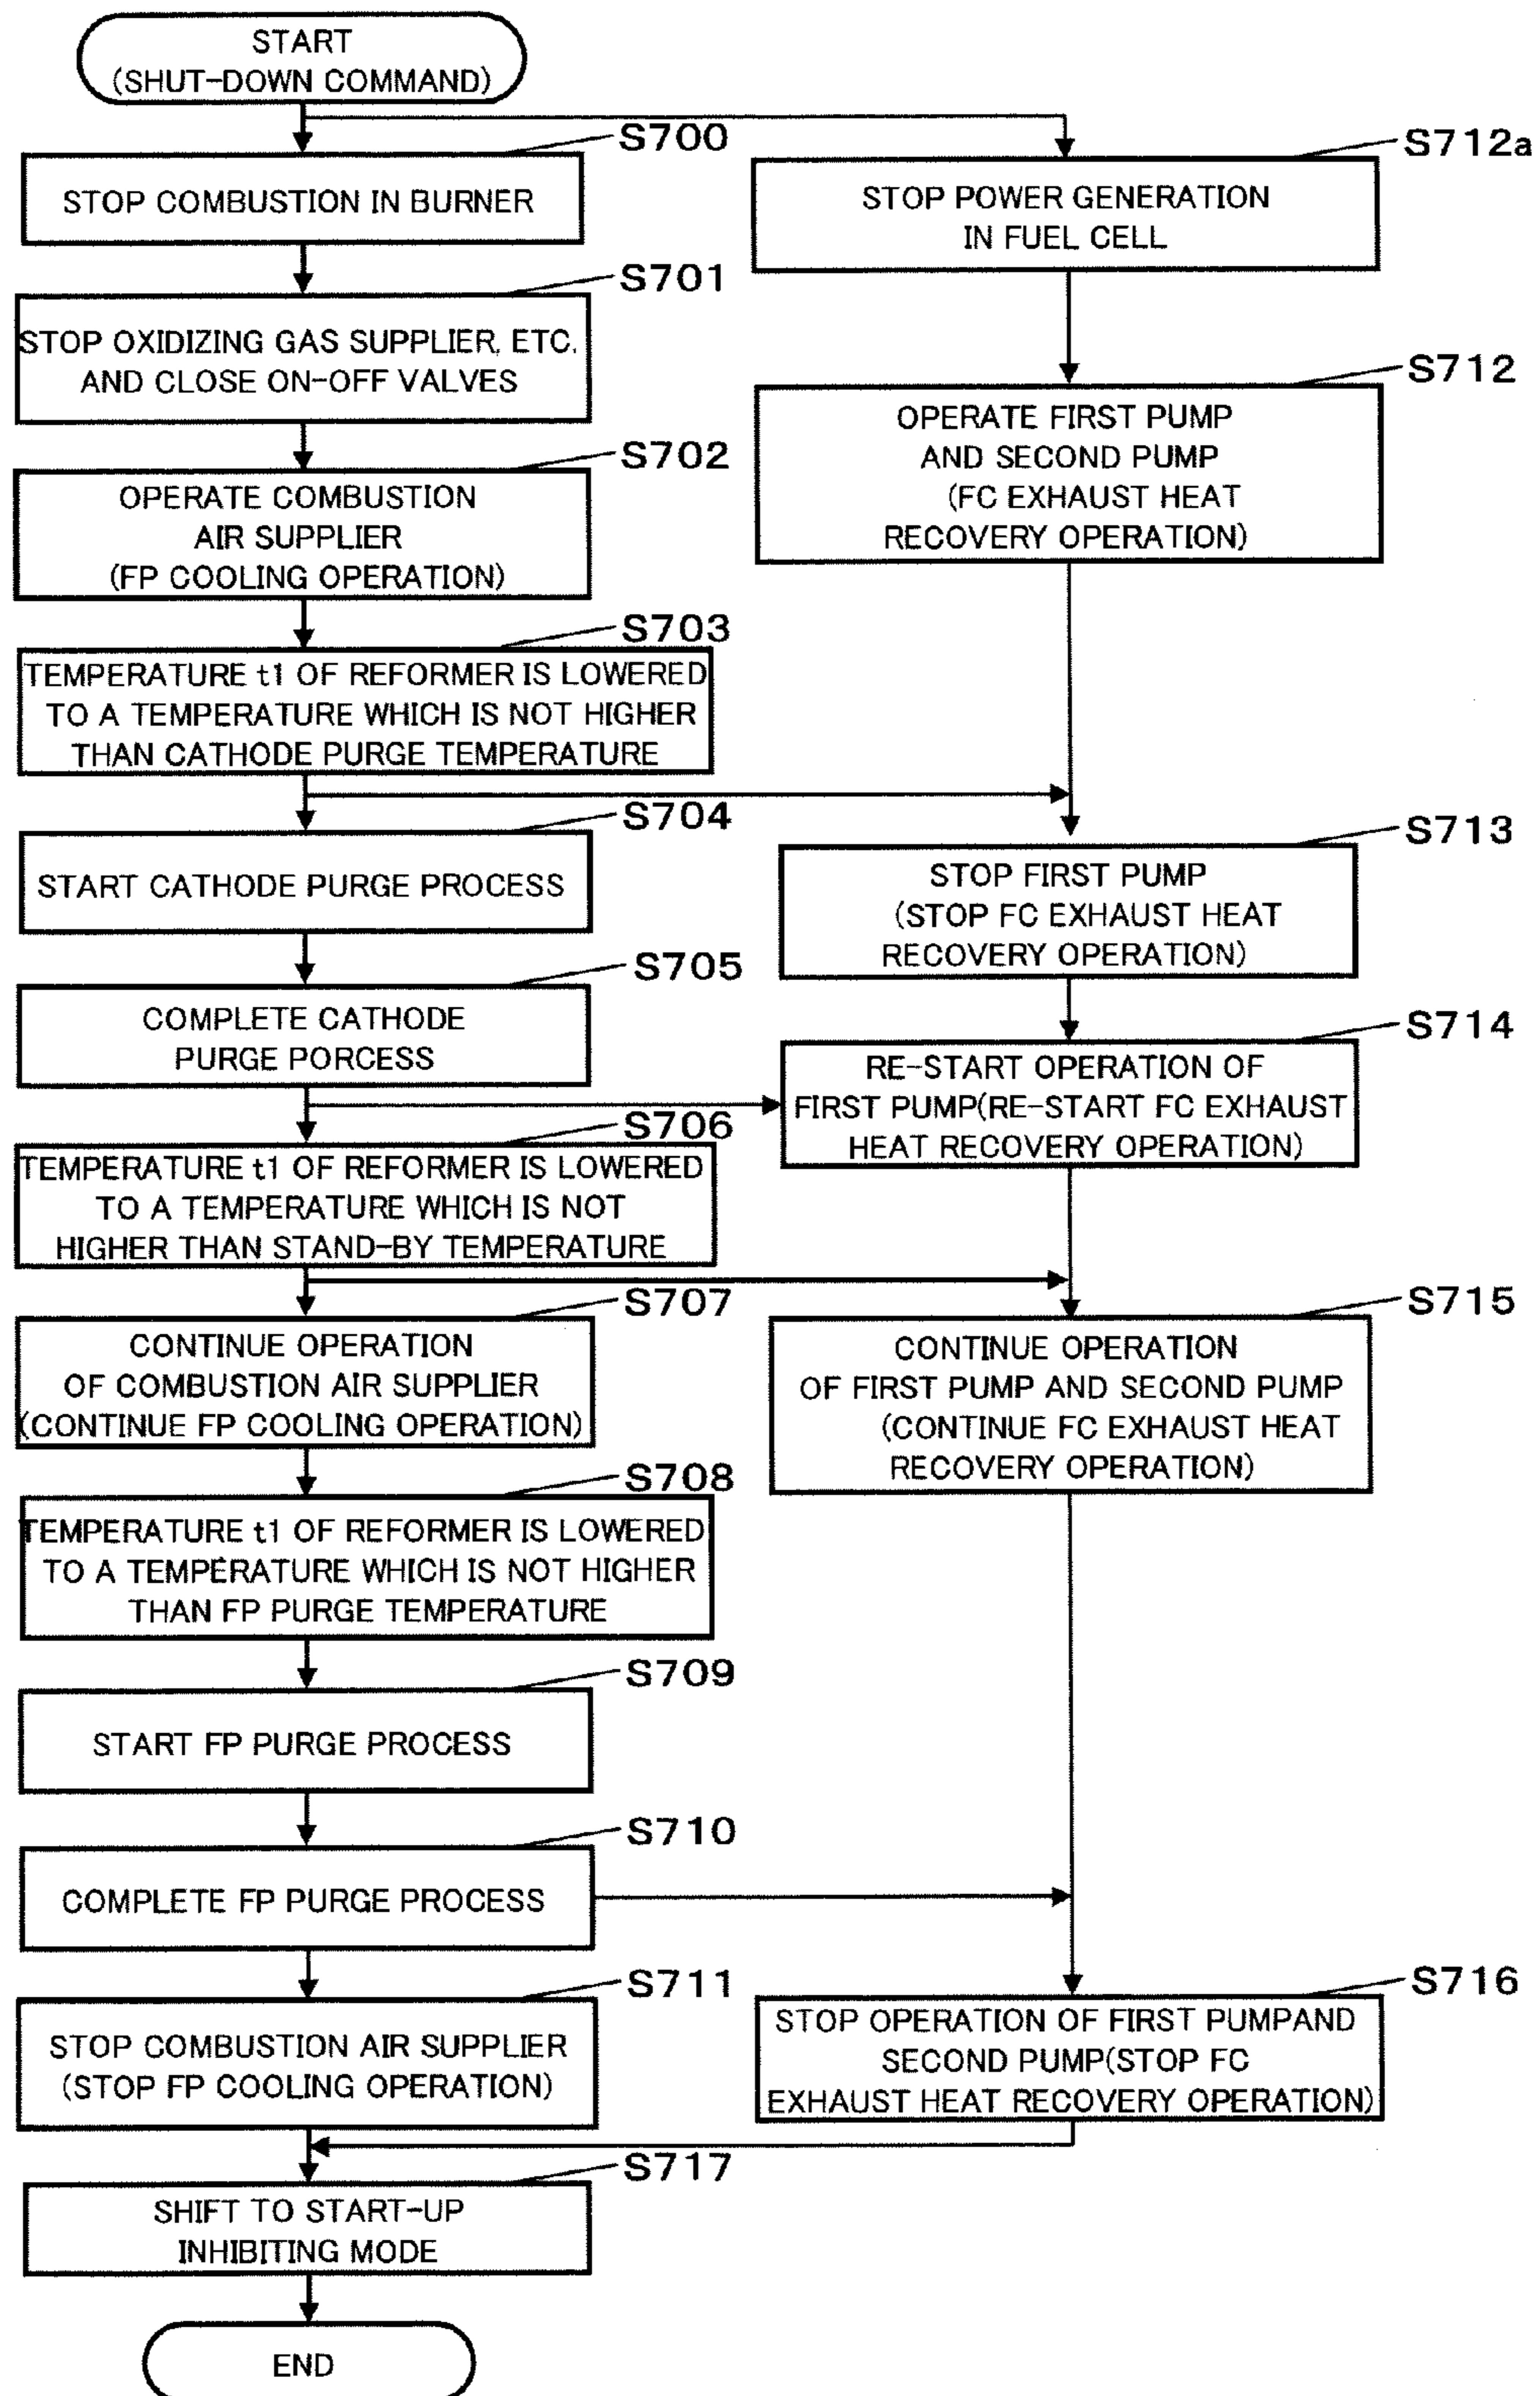 START
(SHUT-DOWN COMMAND)
S700
STOP COMBUSTION IN BURNER
S712a
STOP POWER GENERATION
IN FUEL CELL
S701
STOP OXIDIZING GAS SUPPLIER, ETC.
AND CLOSE ON-OFF VALVES
S712
OPERATE FIRST PUMP
AND SECOND PUMP
(FC EXHAUST HEAT
RECOVERY OPERATION)
S702
OPERATE COMBUSTION
AIR SUPPLIER
(FP COOLING OPERATION)
S703
TEMPERATURE t1 OF REFORMER IS LOWERED
TO A TEMPERATURE WHICH IS NOT HIGHER
THAN CATHODE PURGE TEMPERATURE
S704
START CATHODE PURGE PROCESS
S713
STOP FIRST PUMP
(STOP FC EXHAUST HEAT
RECOVERY OPERATION)
S705
COMPLETE CATHODE
PURGE PORCESS
S714
RE-START OPERATION OF
FIRST PUMP(RE-START FC EXHAUST
HEAT RECOVERY OPERATION)
S706
TEMPERATURE t1 OF REFORMER IS LOWERED
TO A TEMPERATURE WHICH IS NOT
HIGHER THAN STAND-BY TEMPERATURE
S707
CONTINUE OPERATION
OF COMBUSTION AIR SUPPLIER
(CONTINUE FP COOLING OPERATION)
S715
CONTINUE OPERATION
OF FIRST PUMP AND SECOND PUMP
(CONTINUE FC EXHAUST HEAT
RECOVERY OPERATION)
S708
TEMPERATURE t1 OF REFORMER IS LOWERED
TO A TEMPERATURE WHICH IS NOT HIGHER
THAN FP PURGE TEMPERATURE
S709
START FP PURGE PROCESS
S710
COMPLETE FP PURGE PROCESS
S711
STOP COMBUSTION AIR SUPPLIER
(STOP FP COOLING OPERATION)
S716
STOP OPERATION OF FIRST PUMPAND
SECOND PUMP(STOP FC
EXHAUST HEAT RECOVERY OPERATION)
S717
SHIFT TO START-UP
INHIBITING MODE
END